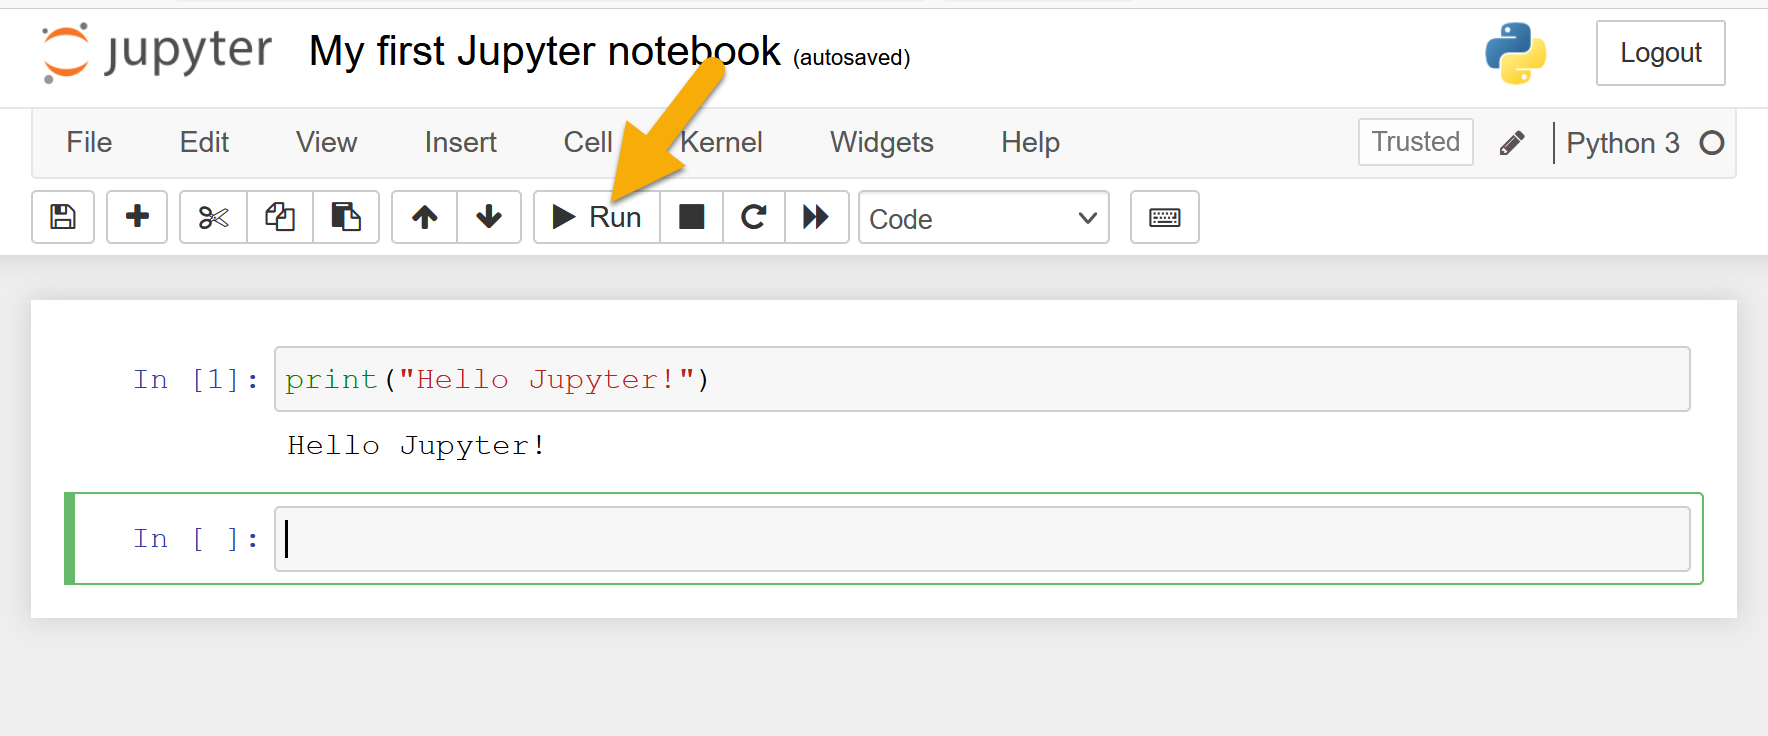 jupyter My first Jupyter notebook (autosaved) Logout
File Edit View Insert Cell Kernel Widgets Help Trusted Python 3
Run Code
In [1]: print("Hello Jupyter!")
Hello Jupyter!
In [ ]: